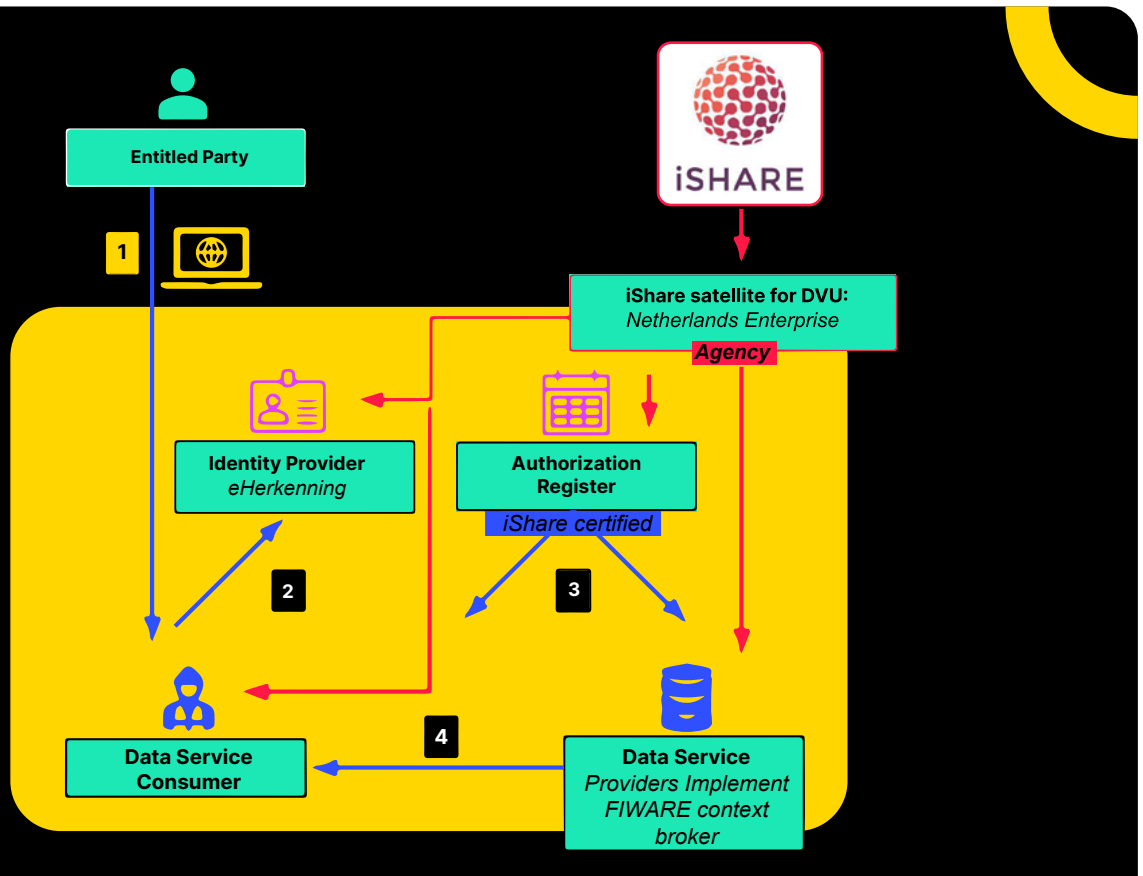 Entitled Party
iSHARE
1
iShare satellite for DVU:
Netherlands Enterprise
Agency
Identity Provider
eHerkenning
Authorization
Register
iShare certified
2
3
4
Data Service
Consumer
Data Service
Providers Implement
FIWARE context
broker